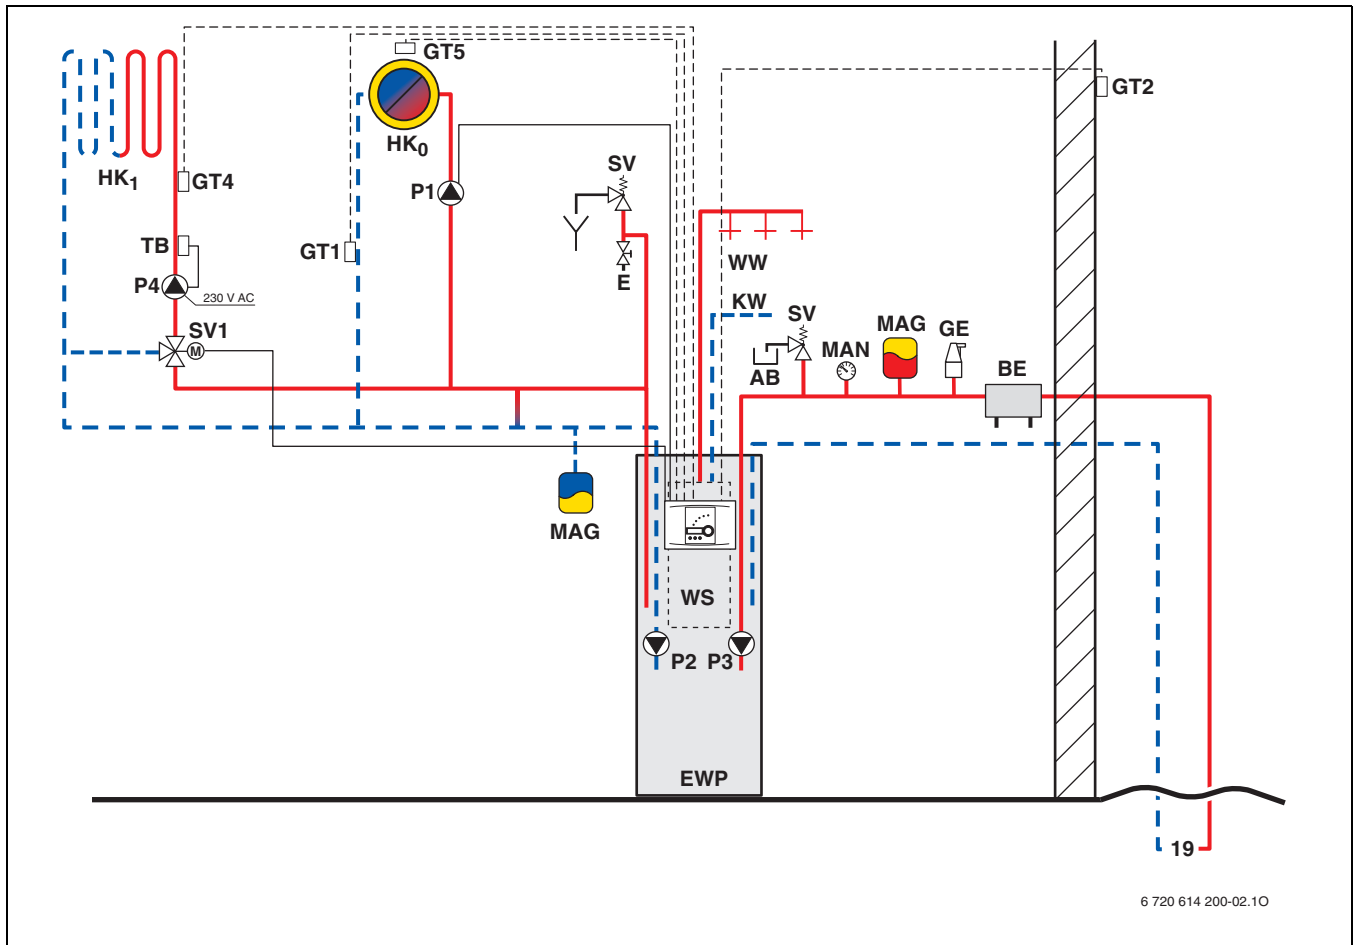 GT5
GT2
HK0
SV
HK1
GT4
P1
TB
GT1
WW
E
P4
230 V AC
KW
SV
MAG
GE
SV1
M
MAN
BE
AB
MAG
WS
P2
P3
EWP
19
6 720 614 200-02.1O